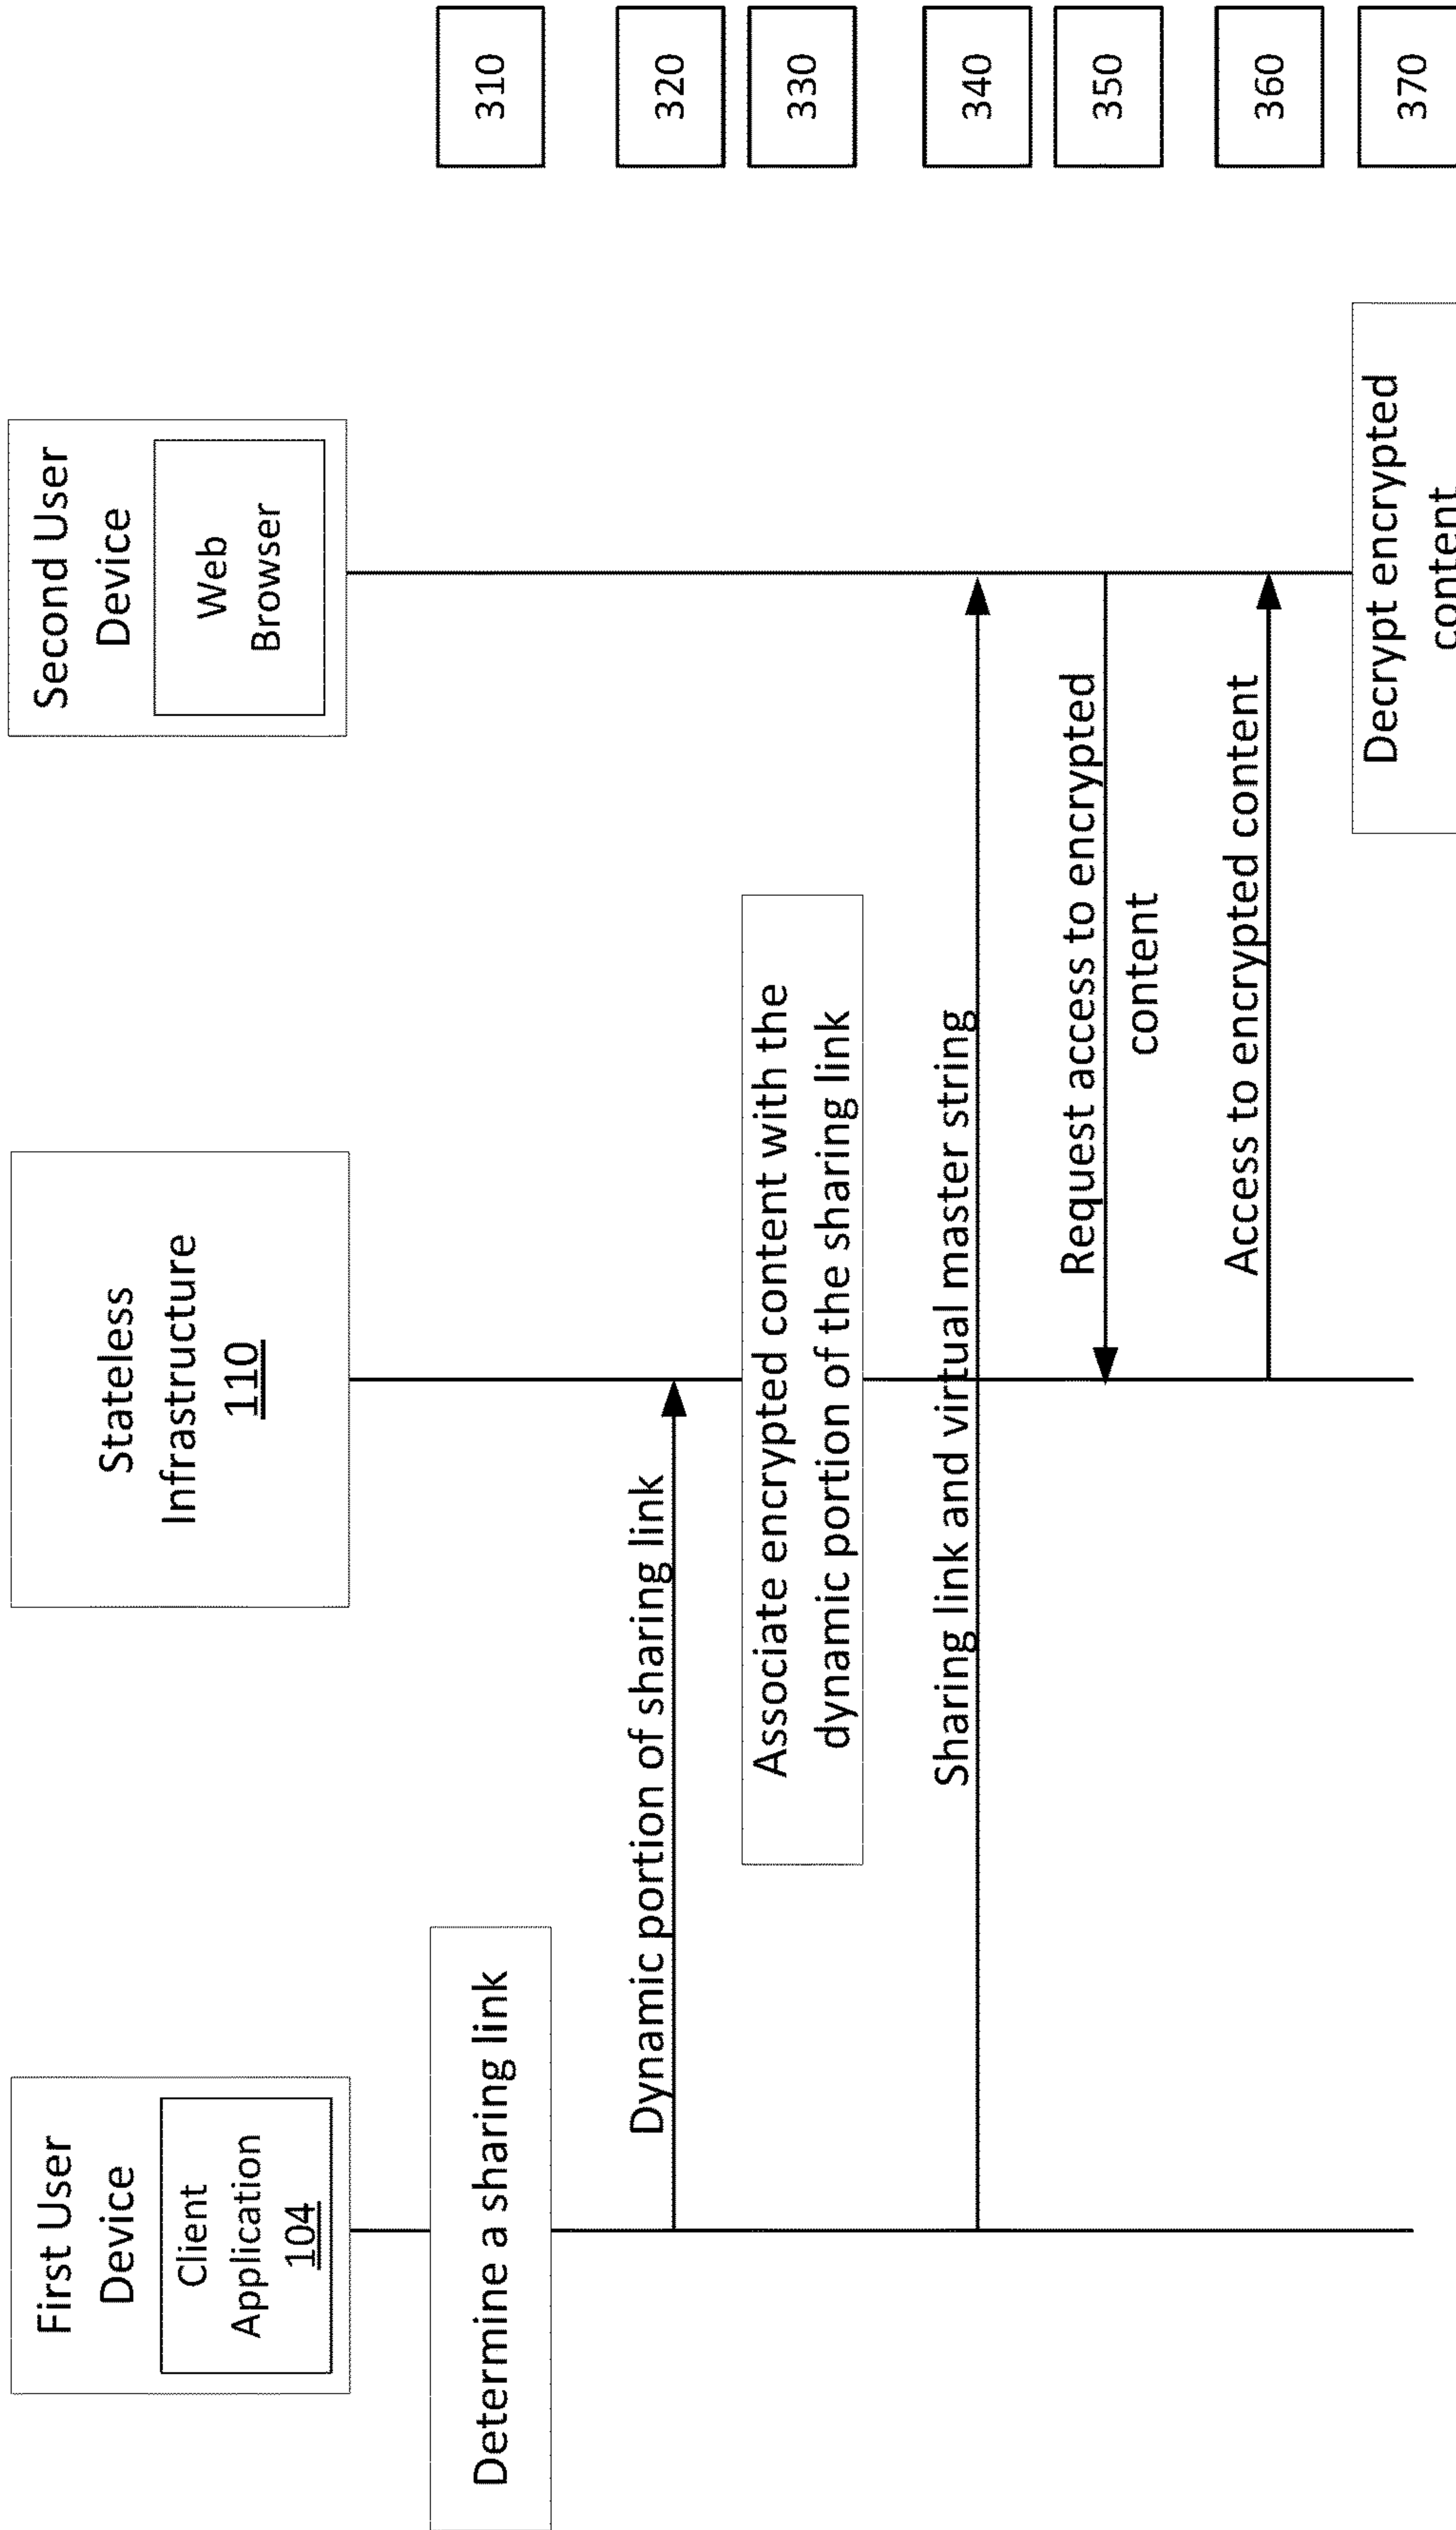 First User
Device
Client
Application
104
Stateless
Infrastructure
110
Second User
Device
Web
Browser
Determine a sharing link
310
Dynamic portion of sharing link
320
Associate encrypted content with the
dynamic portion of the sharing link
330
Sharing link and virtual master string
340
Request access to encrypted
content
350
Access to encrypted content
360
Decrypt encrypted
content
370